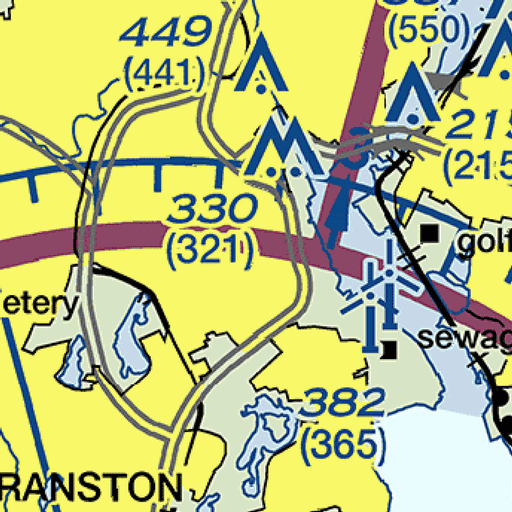 449
(441)
(550)
215
(215
330
(321)
golf
etery
sewag
382
(365)
RANSTON